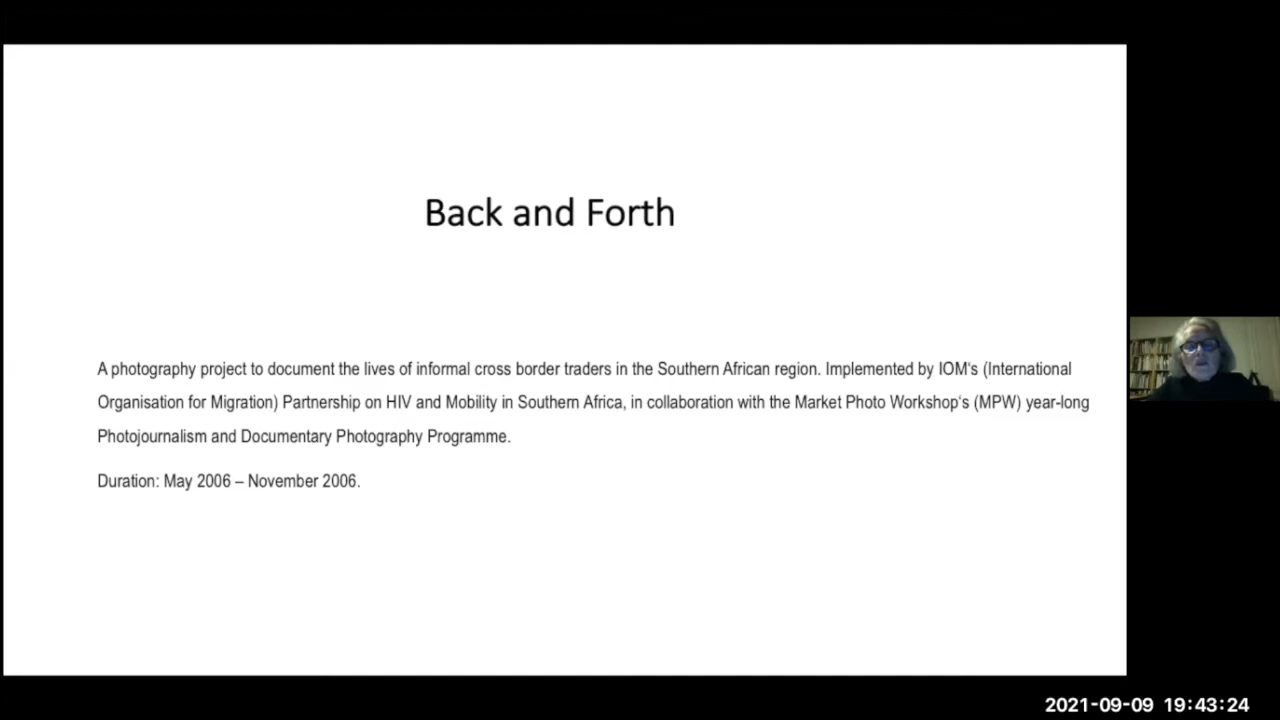 Back and Forth
A photography project to document the lives of informal cross border traders in the Southern African region. Implemented by IOM's (International
Organisation for Migration) Partnership on HIV and Mobility in Southern Africa, in collaboration with the Market Photo Workshop's (MPW) year-long
Photojournalism and Documentary Photography Programme.
Duration: May 2006 – November 2006.
2021-09-09 19:43:24